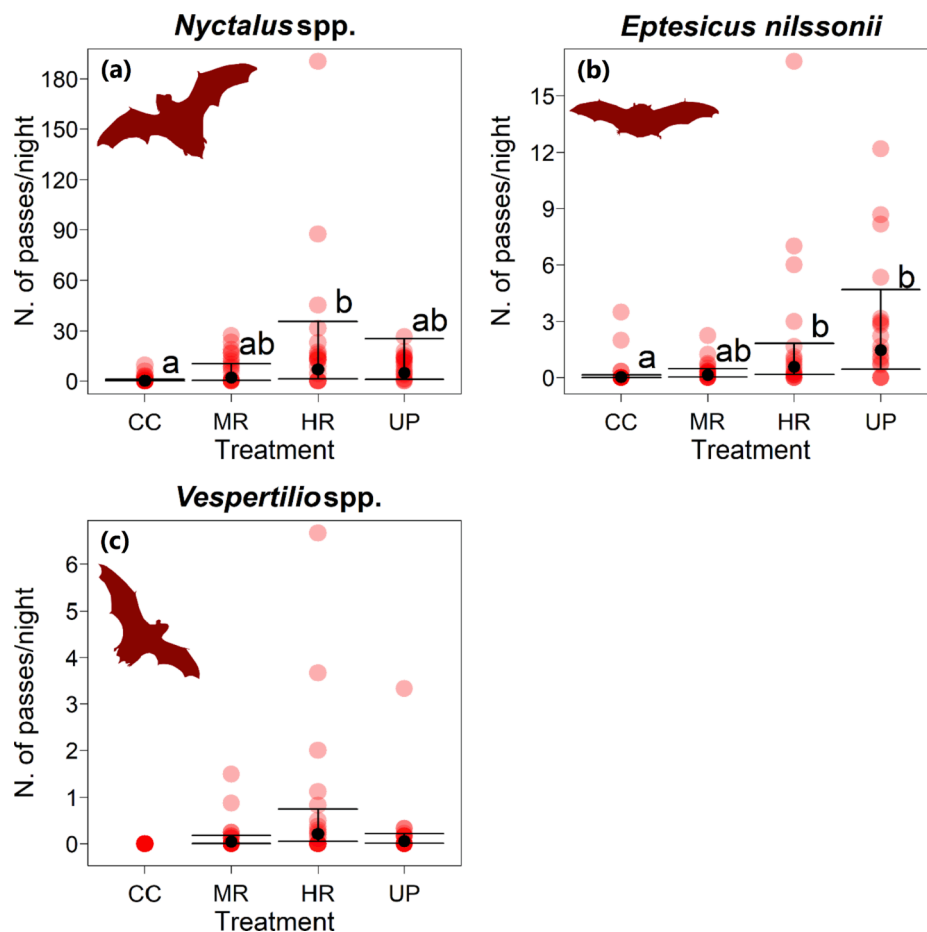 Nyctalus spp.
(a)
N. of passes/night
180
150
120
90
60
30
0
a
ab
b
ab
CC MR HR UP
Treatment
Eptesicus nilssonii
(b)
N. of passes/night
15
12
9
6
3
0
a
ab
b
b
CC MR HR UP
Treatment
Vespertilio spp.
(c)
N. of passes/night
6
5
4
3
2
1
0
CC MR HR UP
Treatment